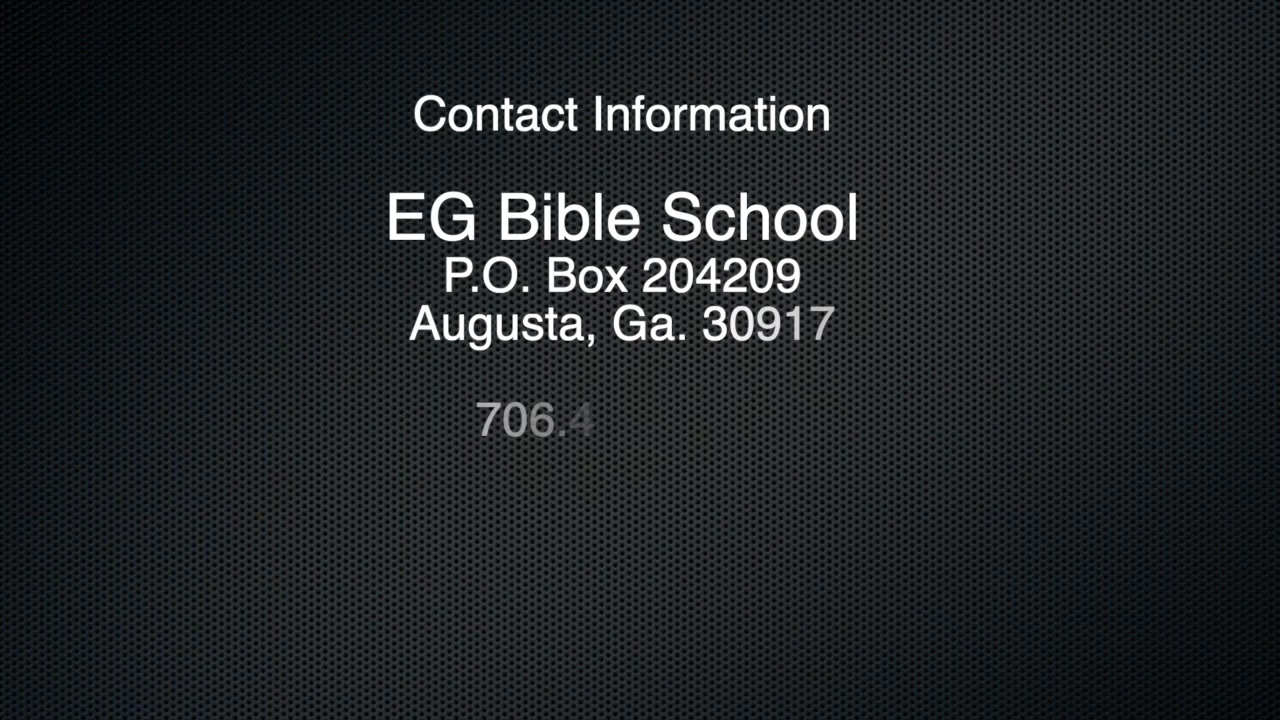 Contact Information
EG Bible School
P.O. Box 204209
Augusta, Ga. 30917
706.4